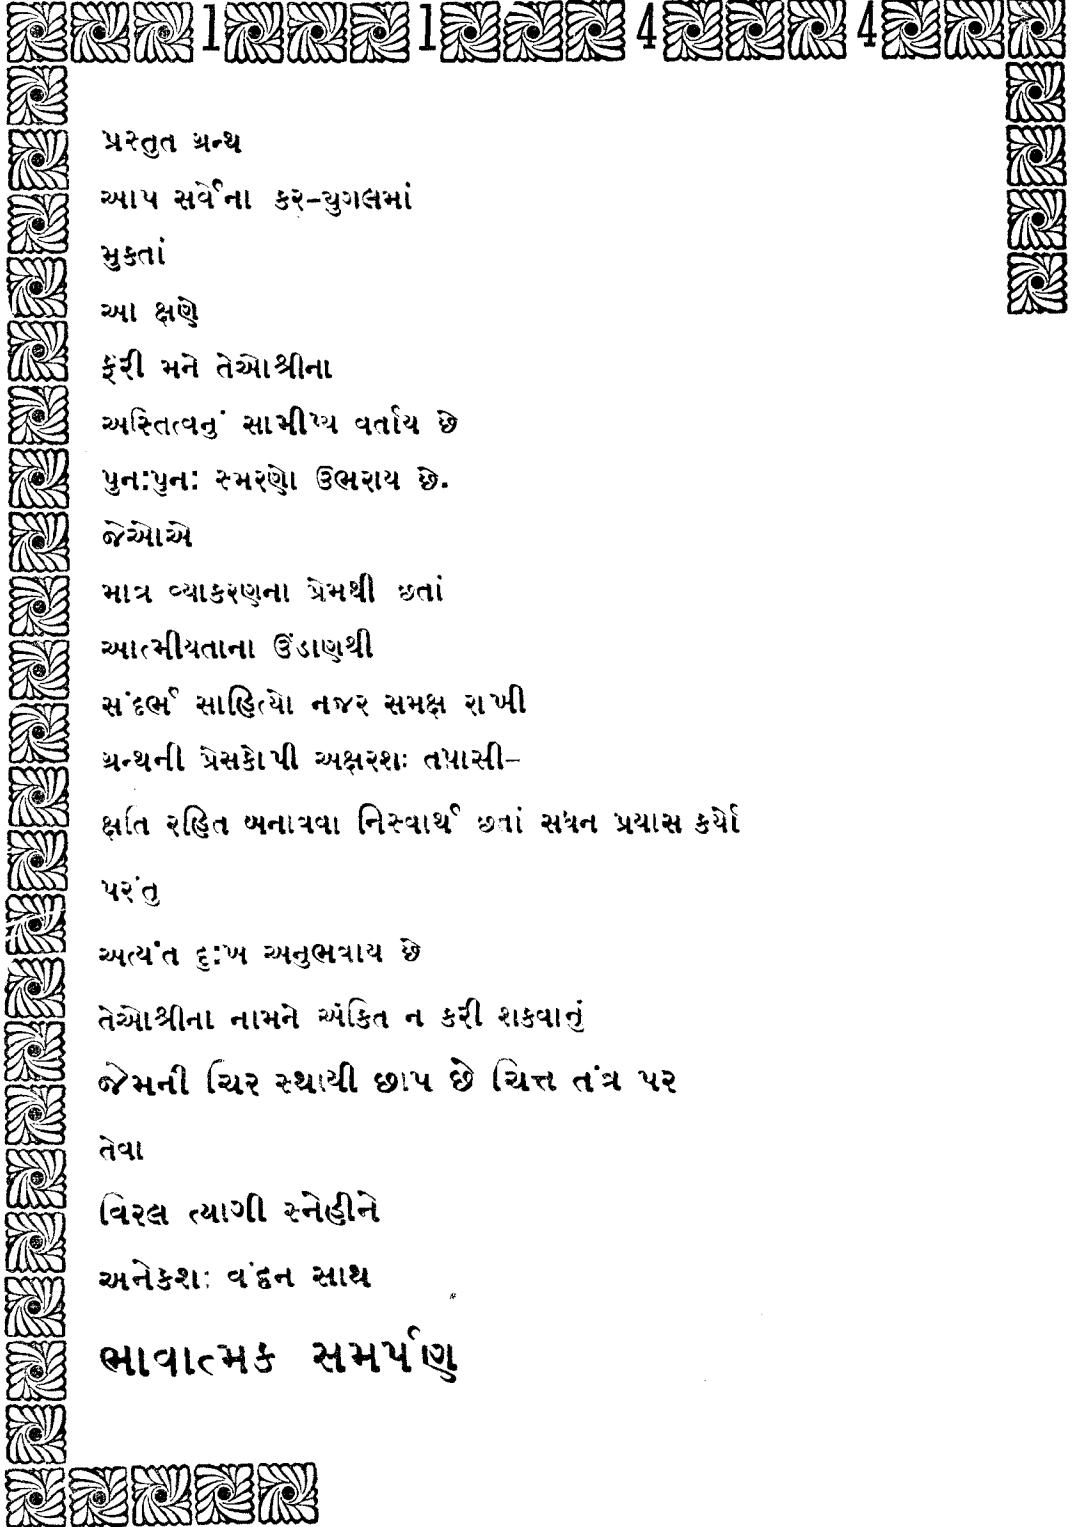 1 1 4 4
પ્રસ્તુત ગ્રન્થ
આપ સર્વેના કર-યુગલમાં
મુકતાં
આ ક્ષણે
ફરી મને તેઓશ્રીના
અસ્તિત્વનું સામીપ્ય વર્તાય છે
પુન:પુન: સ્મરણો ઉભરાય છે.
જેઓએ
માત્ર વ્યાકરણના પ્રેમથી છતાં
આત્મીયતાના ઊંડાણથી
સંદર્ભ સાહિત્યો નજર સમક્ષ રાખી
ગ્રન્થની પ્રેસકોપી અક્ષરશ: તપાસી-
ક્ષતિ રહિત બનાવવા નિસ્વાર્થ છતાં સઘન પ્રયાસ કર્યો
પરંતુ
અત્યંત દુ:ખ અનુભવાય છે
તેઓશ્રીના નામને અંકિત ન કરી શકવાનું
જેમની ચિર સ્થાયી છાપ છે ચિત્ત તંત્ર પર
તેવા
વિરલ ત્યાગી સ્નેહીને
અનેકશ: વંદન સાથ
ભાવાત્મક સમર્પણ